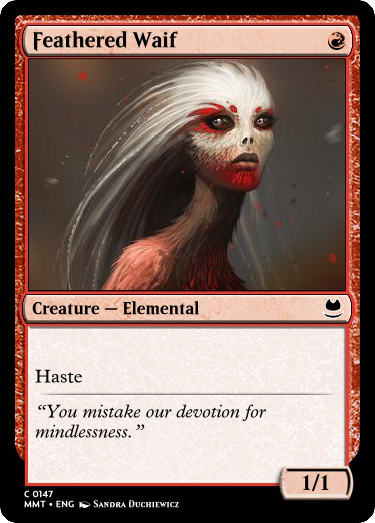 Feathered Waif
Creature — Elemental
Haste
“You mistake our devotion for
mindlessness.”
1/1
C 0147
MMT • ENG Sandra Duchiewicz